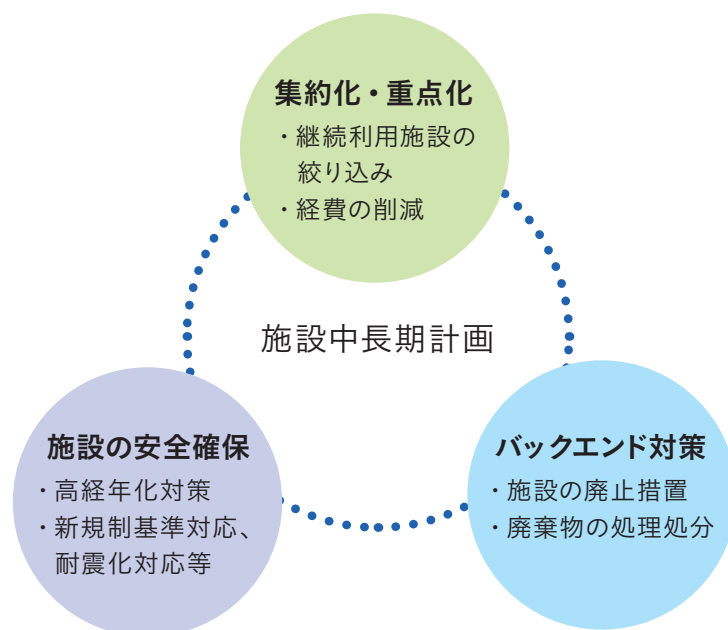 集約化・重点化
・継続利用施設の
絞り込み
・経費の削減
施設中長期計画
施設の安全確保
・高経年化対策
・新規制基準対応、
耐震化対応等
バックエンド対策
・施設の廃止措置
・廃棄物の処理処分